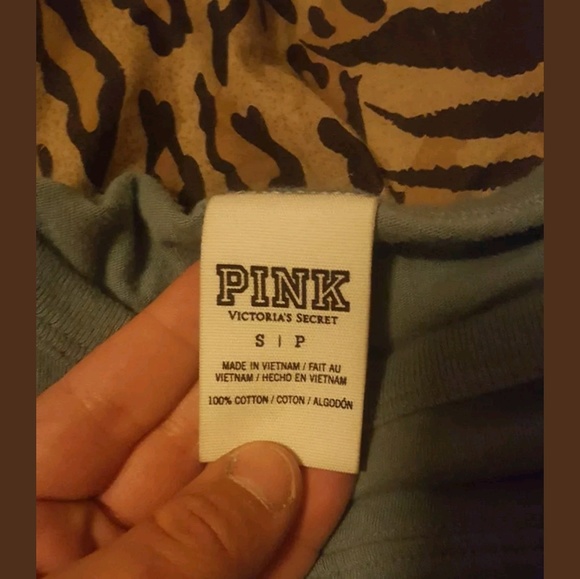 PINK
VICTORIA'S SECRET
S | P
MADE IN VIETNAM / FAIT AU
VIETNAM / HECHO EN VIETNAM
100% COTTON / COTON / ALGODÓN